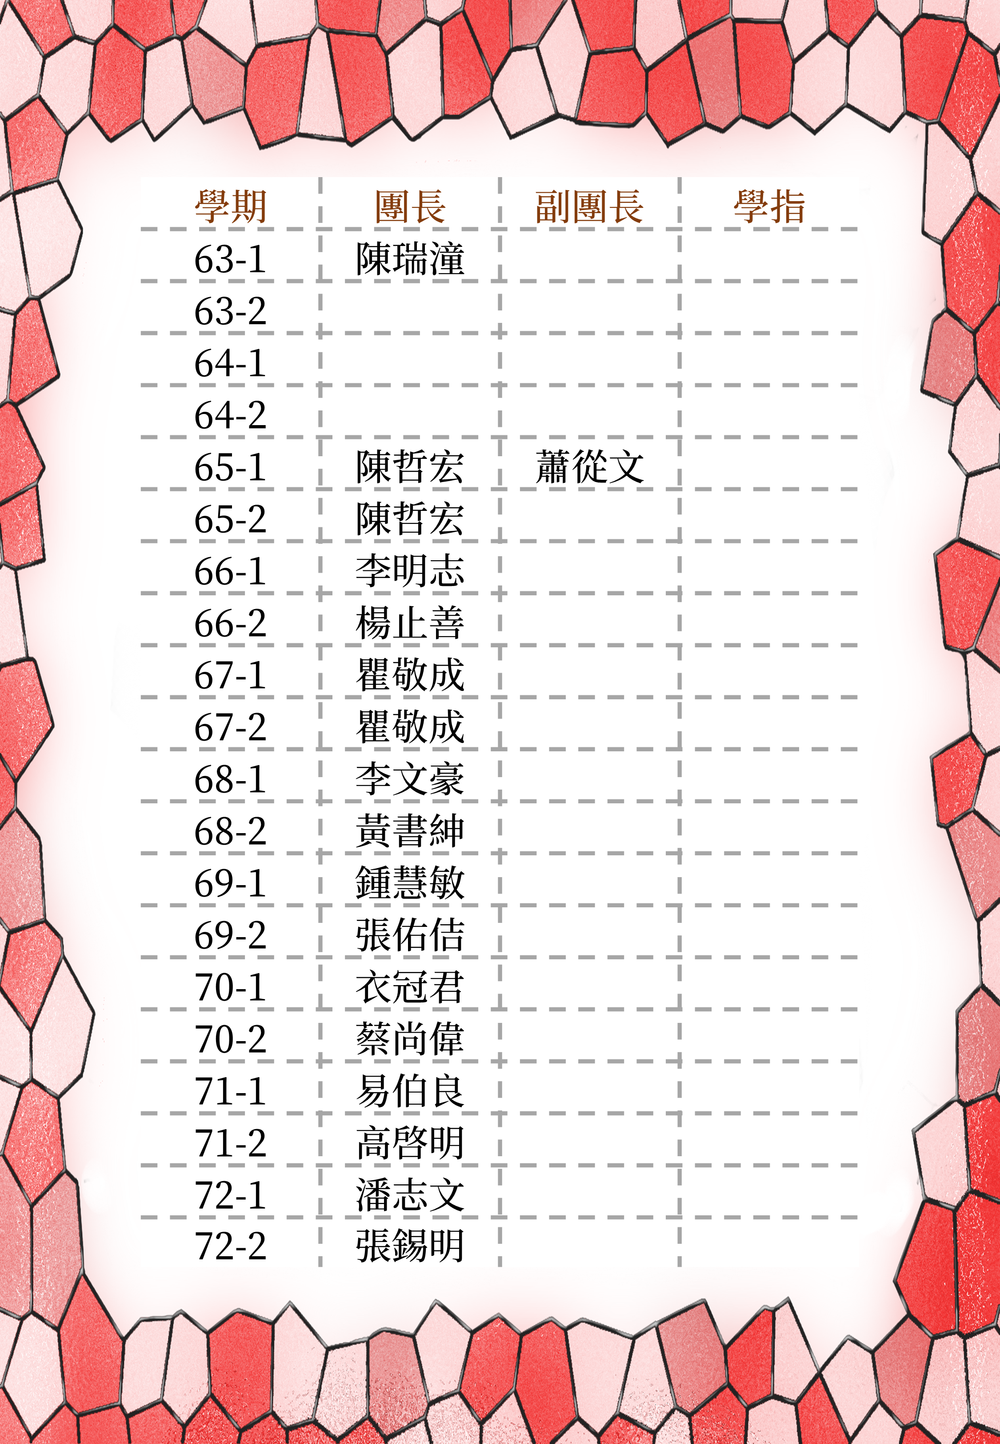 學期 團長 副團長 學指
63-1 陳瑞潼
63-2
64-1
64-2
65-1 陳哲宏 蕭從文
65-2 陳哲宏
66-1 李明志
66-2 楊止善
67-1 瞿敬成
67-2 瞿敬成
68-1 李文豪
68-2 黃書紳
69-1 鍾慧敏
69-2 張佑佶
70-1 衣冠君
70-2 蔡尚偉
71-1 易伯良
71-2 高啓明
72-1 潘志文
72-2 張錫明